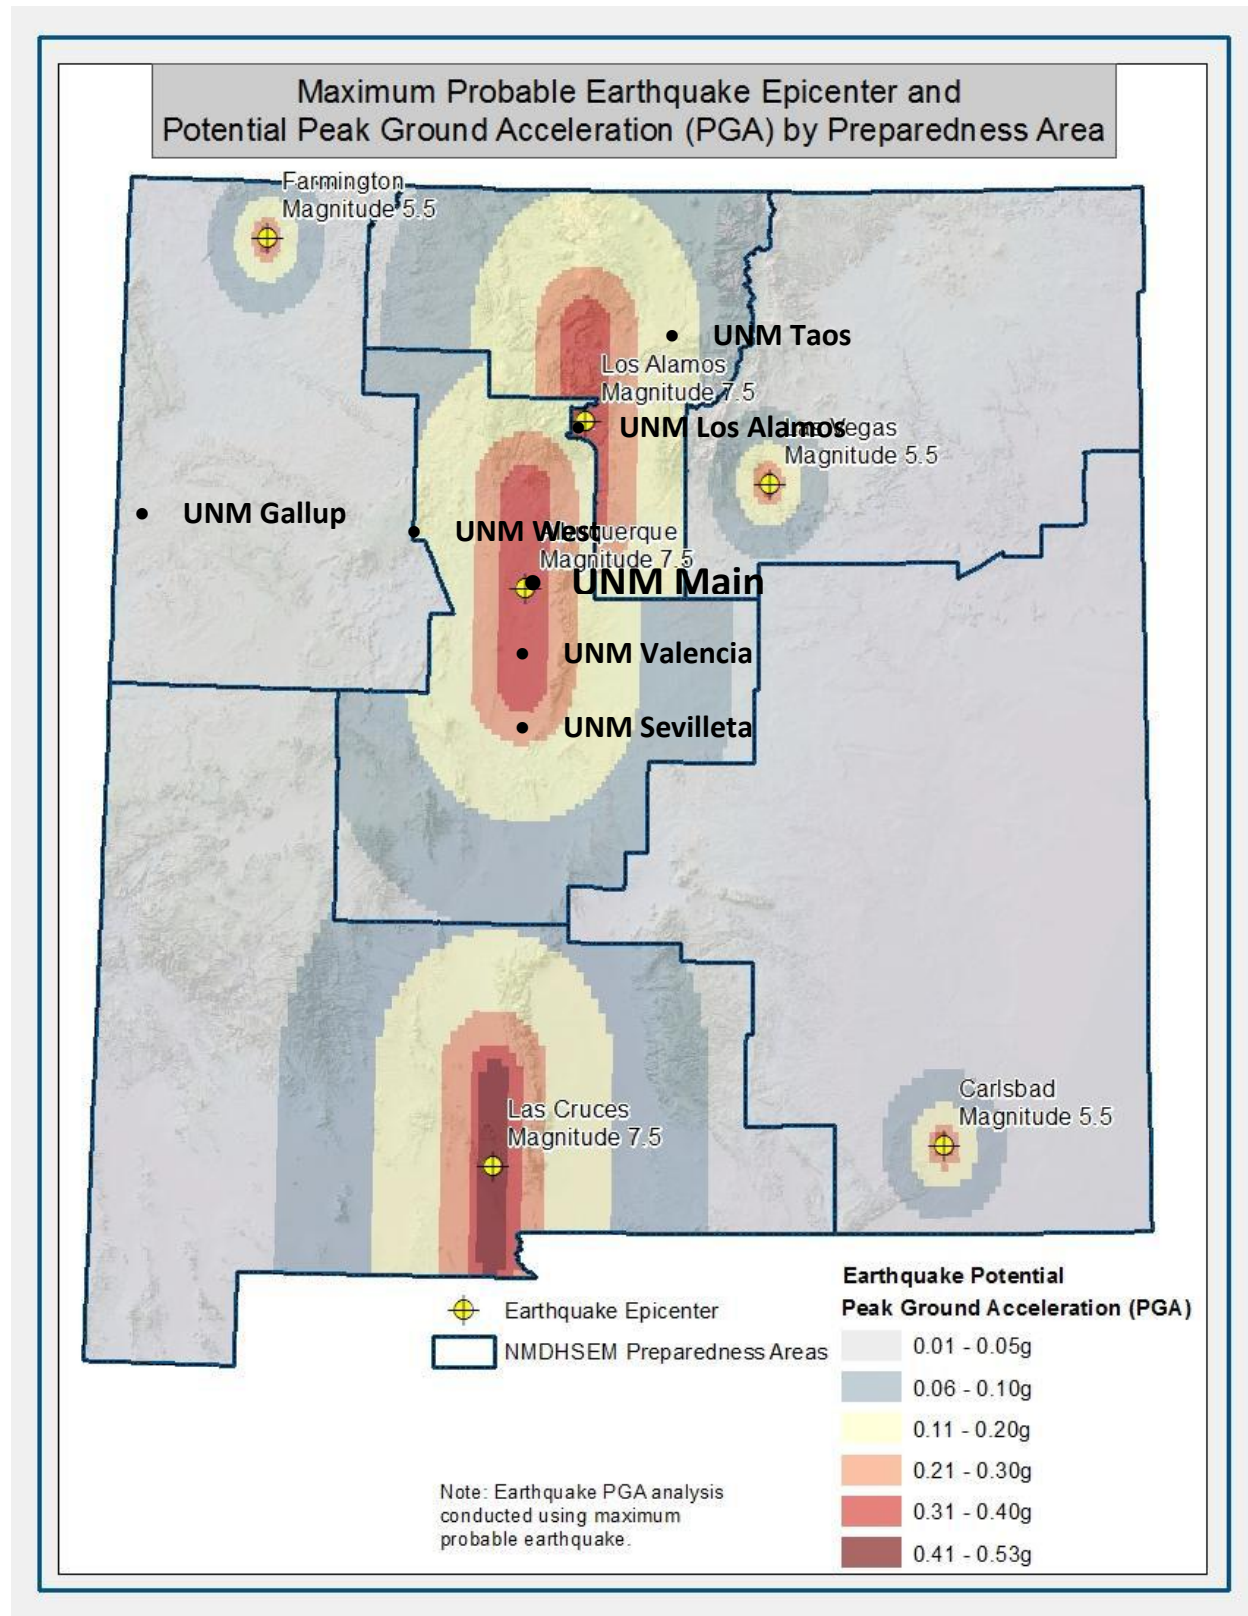 Maximum Probable Earthquake Epicenter and
Potential Peak Ground Acceleration (PGA) by Preparedness Area
Farmington
Magnitude 5.5
UNM Taos
Los Alamos
Magnitude 7.5
UNM Los Alamos
Las Vegas
Magnitude 5.5
UNM Gallup
UNM West
Albuquerque
Magnitude 7.5
UNM Main
UNM Valencia
UNM Sevilleta
Las Cruces
Magnitude 7.5
Carlsbad
Magnitude 5.5
Earthquake Epicenter
NMDHSEM Preparedness Areas
Earthquake Potential
Peak Ground Acceleration (PGA)
0.01 - 0.05g
0.06 - 0.10g
0.11 - 0.20g
0.21 - 0.30g
0.31 - 0.40g
0.41 - 0.53g
Note: Earthquake PGA analysis
conducted using maximum
probable earthquake.